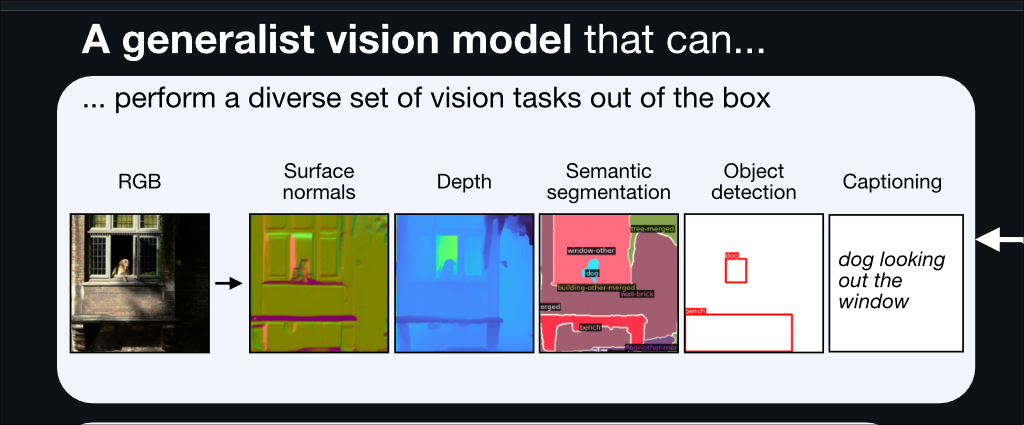 A generalist vision model that can...
... perform a diverse set of vision tasks out of the box
RGB
Surface
normals
Depth
Semantic
segmentation
Object
detection
Captioning
tree-merged
window-other
dog
building-other-merged
wall-brick
erged
bench
floor-other-mer
dog
bench
dog looking
out the
window